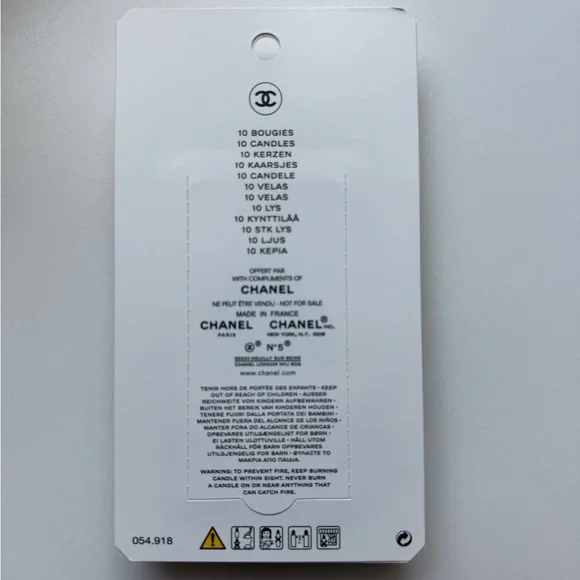 10 BOUGIES
10 CANDLES
10 KERZEN
10 KAARSJES
10 CANDELE
10 VELAS
10 VELAS
10 LYS
10 KYNTTILÄÄ
10 STK LYS
10 LJUS
10 KEPIA
OFFERT PAR
WITH COMPLIMENTS OF
CHANEL
NE PEUT ÊTRE VENDU - NOT FOR SALE
MADE IN FRANCE
CHANEL CHANEL® INC.
PARIS NEW YORK, N.Y.
® N°5®
NEUILLY SUR SEINE
CHANEL LONDON
www.chanel.com
TENIR HORS DE PORTÉE DES ENFANTS - KEEP
OUT OF REACH OF CHILDREN - AUSSER
REICHWEITE VON KINDERN AUFBEWAHREN -
BUITEN HET BEREIK VAN KINDEREN HOUDEN -
TENERE FUORI DALLA PORTATA DEI BAMBINI -
MANTENER FUERA DEL ALCANCE DE LOS NIÑOS -
MANTER FORA DO ALCANCE DE CRIANÇAS -
OPBEVARES UTILGÆNGELIGT FOR BØRN -
EI LASTEN ULOTTUVILLE - HÅLL UTOM
RÄCKHÅLL FÖR BARN - OPPBEVARES
UTILGJENGELIG FOR BARN - ΦΥΛΑΞΤΕ ΤΟ
ΜΑΚΡΙΑ ΑΠΟ ΠΑΙΔΙΑ.
WARNING: TO PREVENT FIRE, KEEP BURNING
CANDLE WITHIN SIGHT. NEVER BURN
A CANDLE ON OR NEAR ANYTHING THAT
CAN CATCH FIRE.
054.918